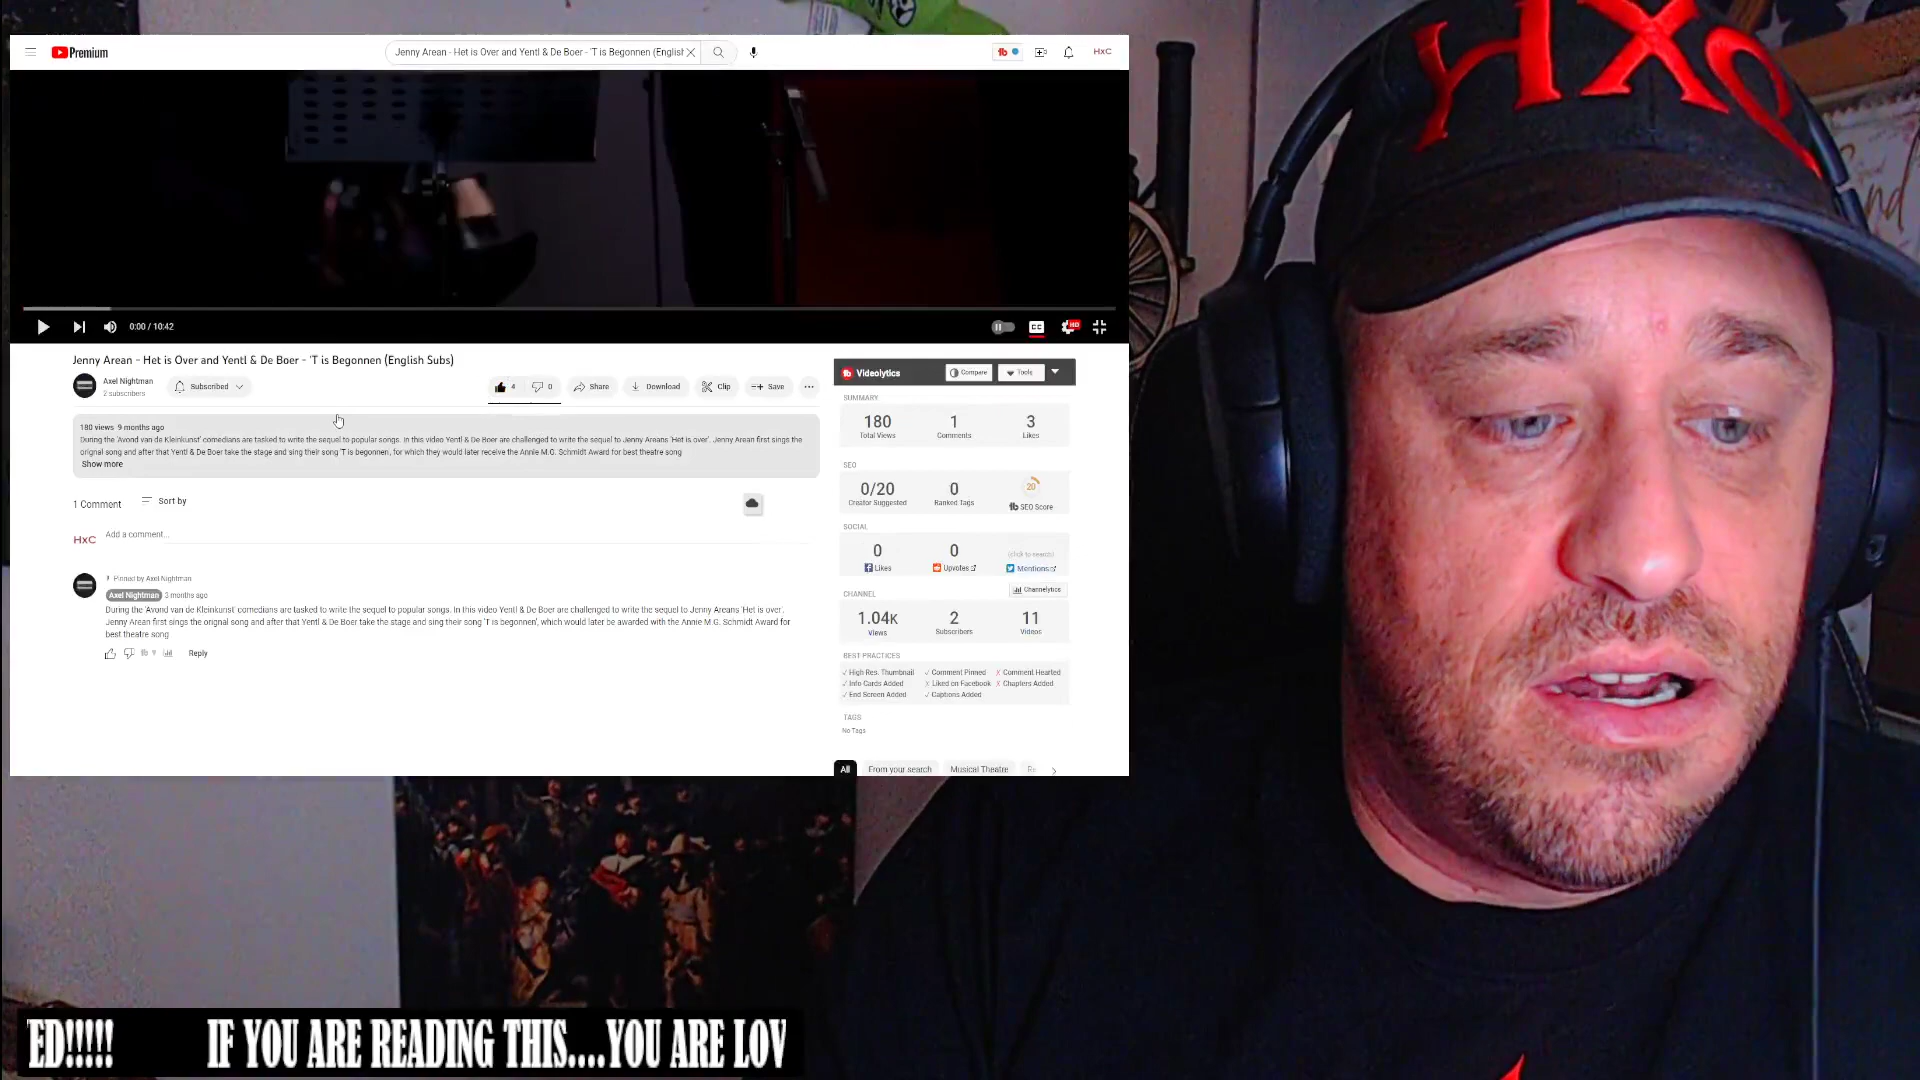 Premium
Jenny Arean - Het is Over and Yentl & De Boer - 'T is Begonnen (English
HxC
0:00 / 10:42
CC
HD
Jenny Arean - Het is Over and Yentl & De Boer - 'T is Begonnen (English Subs)
Axel Nightman
2 subscribers
Subscribed
4
0
Share
Download
Clip
Save
180 views 9 months ago
During the 'Avond van de Kleinkunst' comedians are tasked to write the sequel to popular songs. In this video Yentl & De Boer are challenged to write the sequel to Jenny Areans 'Het is over'. Jenny Arean first sings the
orignal song and after that Yentl & De Boer take the stage and sing their song 'T is begonnen', for which they would later receive the Annie M.G. Schmidt Award for best theatre song
Show more
1 Comment
Sort by
HxC
Add a comment...
Pinned by Axel Nightman
Axel Nightman 3 months ago
During the 'Avond van de Kleinkunst' comedians are tasked to write the sequel to popular songs. In this video Yentl & De Boer are challenged to write the sequel to Jenny Areans 'Het is over'.
Jenny Arean first sings the orignal song and after that Yentl & De Boer take the stage and sing their song 'T is begonnen', which would later be awarded with the Annie M.G. Schmidt Award for
best theatre song
Reply
Videolytics
Compare
Tools
SUMMARY
180
1
3
Total Views
Comments
Likes
SEO
0/20
0
20
Creator Suggested
Ranked Tags
SEO Score
SOCIAL
0
0
(click to search)
Likes
Upvotes
Mentions
CHANNEL
Channelytics
1.04K
2
11
Views
Subscribers
Videos
BEST PRACTICES
High Res. Thumbnail
Comment Pinned
Comment Hearted
Info Cards Added
Liked on Facebook
Chapters Added
End Screen Added
Captions Added
TAGS
No Tags
All
From your search
Musical Theatre
Re
HXC
ED!!!!! IF YOU ARE READING THIS....YOU ARE LOV